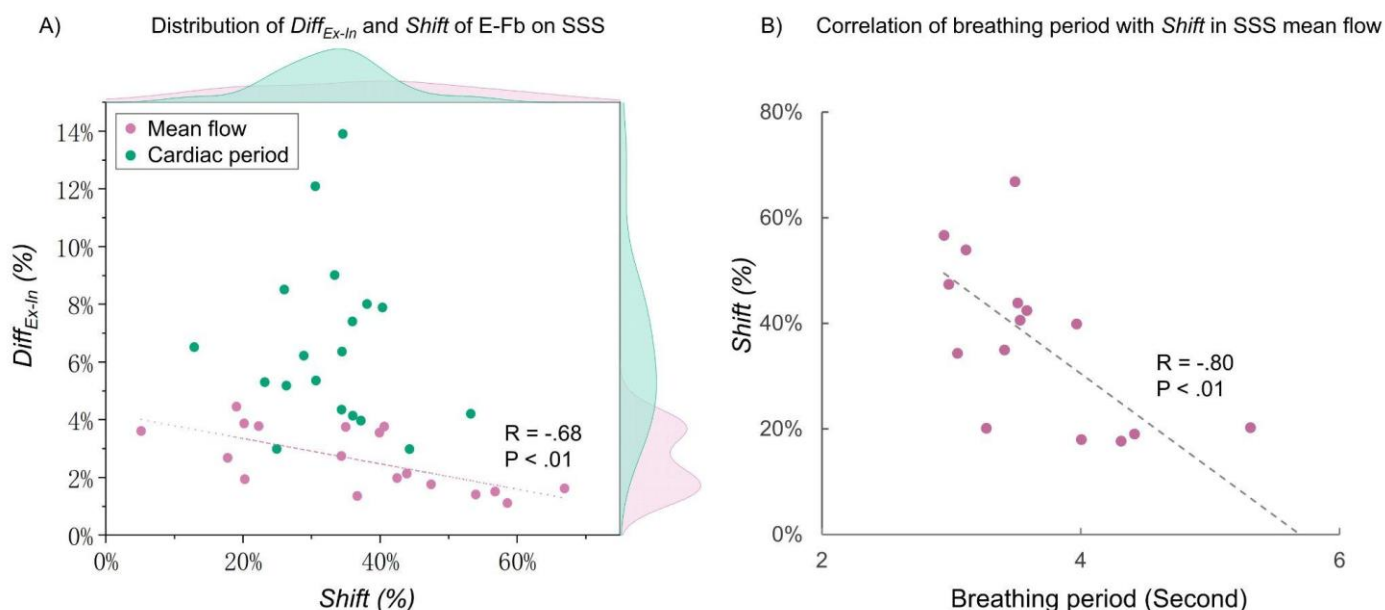 A) Distribution of Diff_Ex-In and Shift of E-Fb on SSS
Mean flow
Cardiac period
14%
12%
10%
8%
6%
4%
2%
0%
Diff_Ex-In (%)
R = -.68
P < .01
0% 20% 40% 60%
Shift (%)
B) Correlation of breathing period with Shift in SSS mean flow
80%
60%
40%
20%
0%
Shift (%)
R = -.80
P < .01
2 4 6
Breathing period (Second)